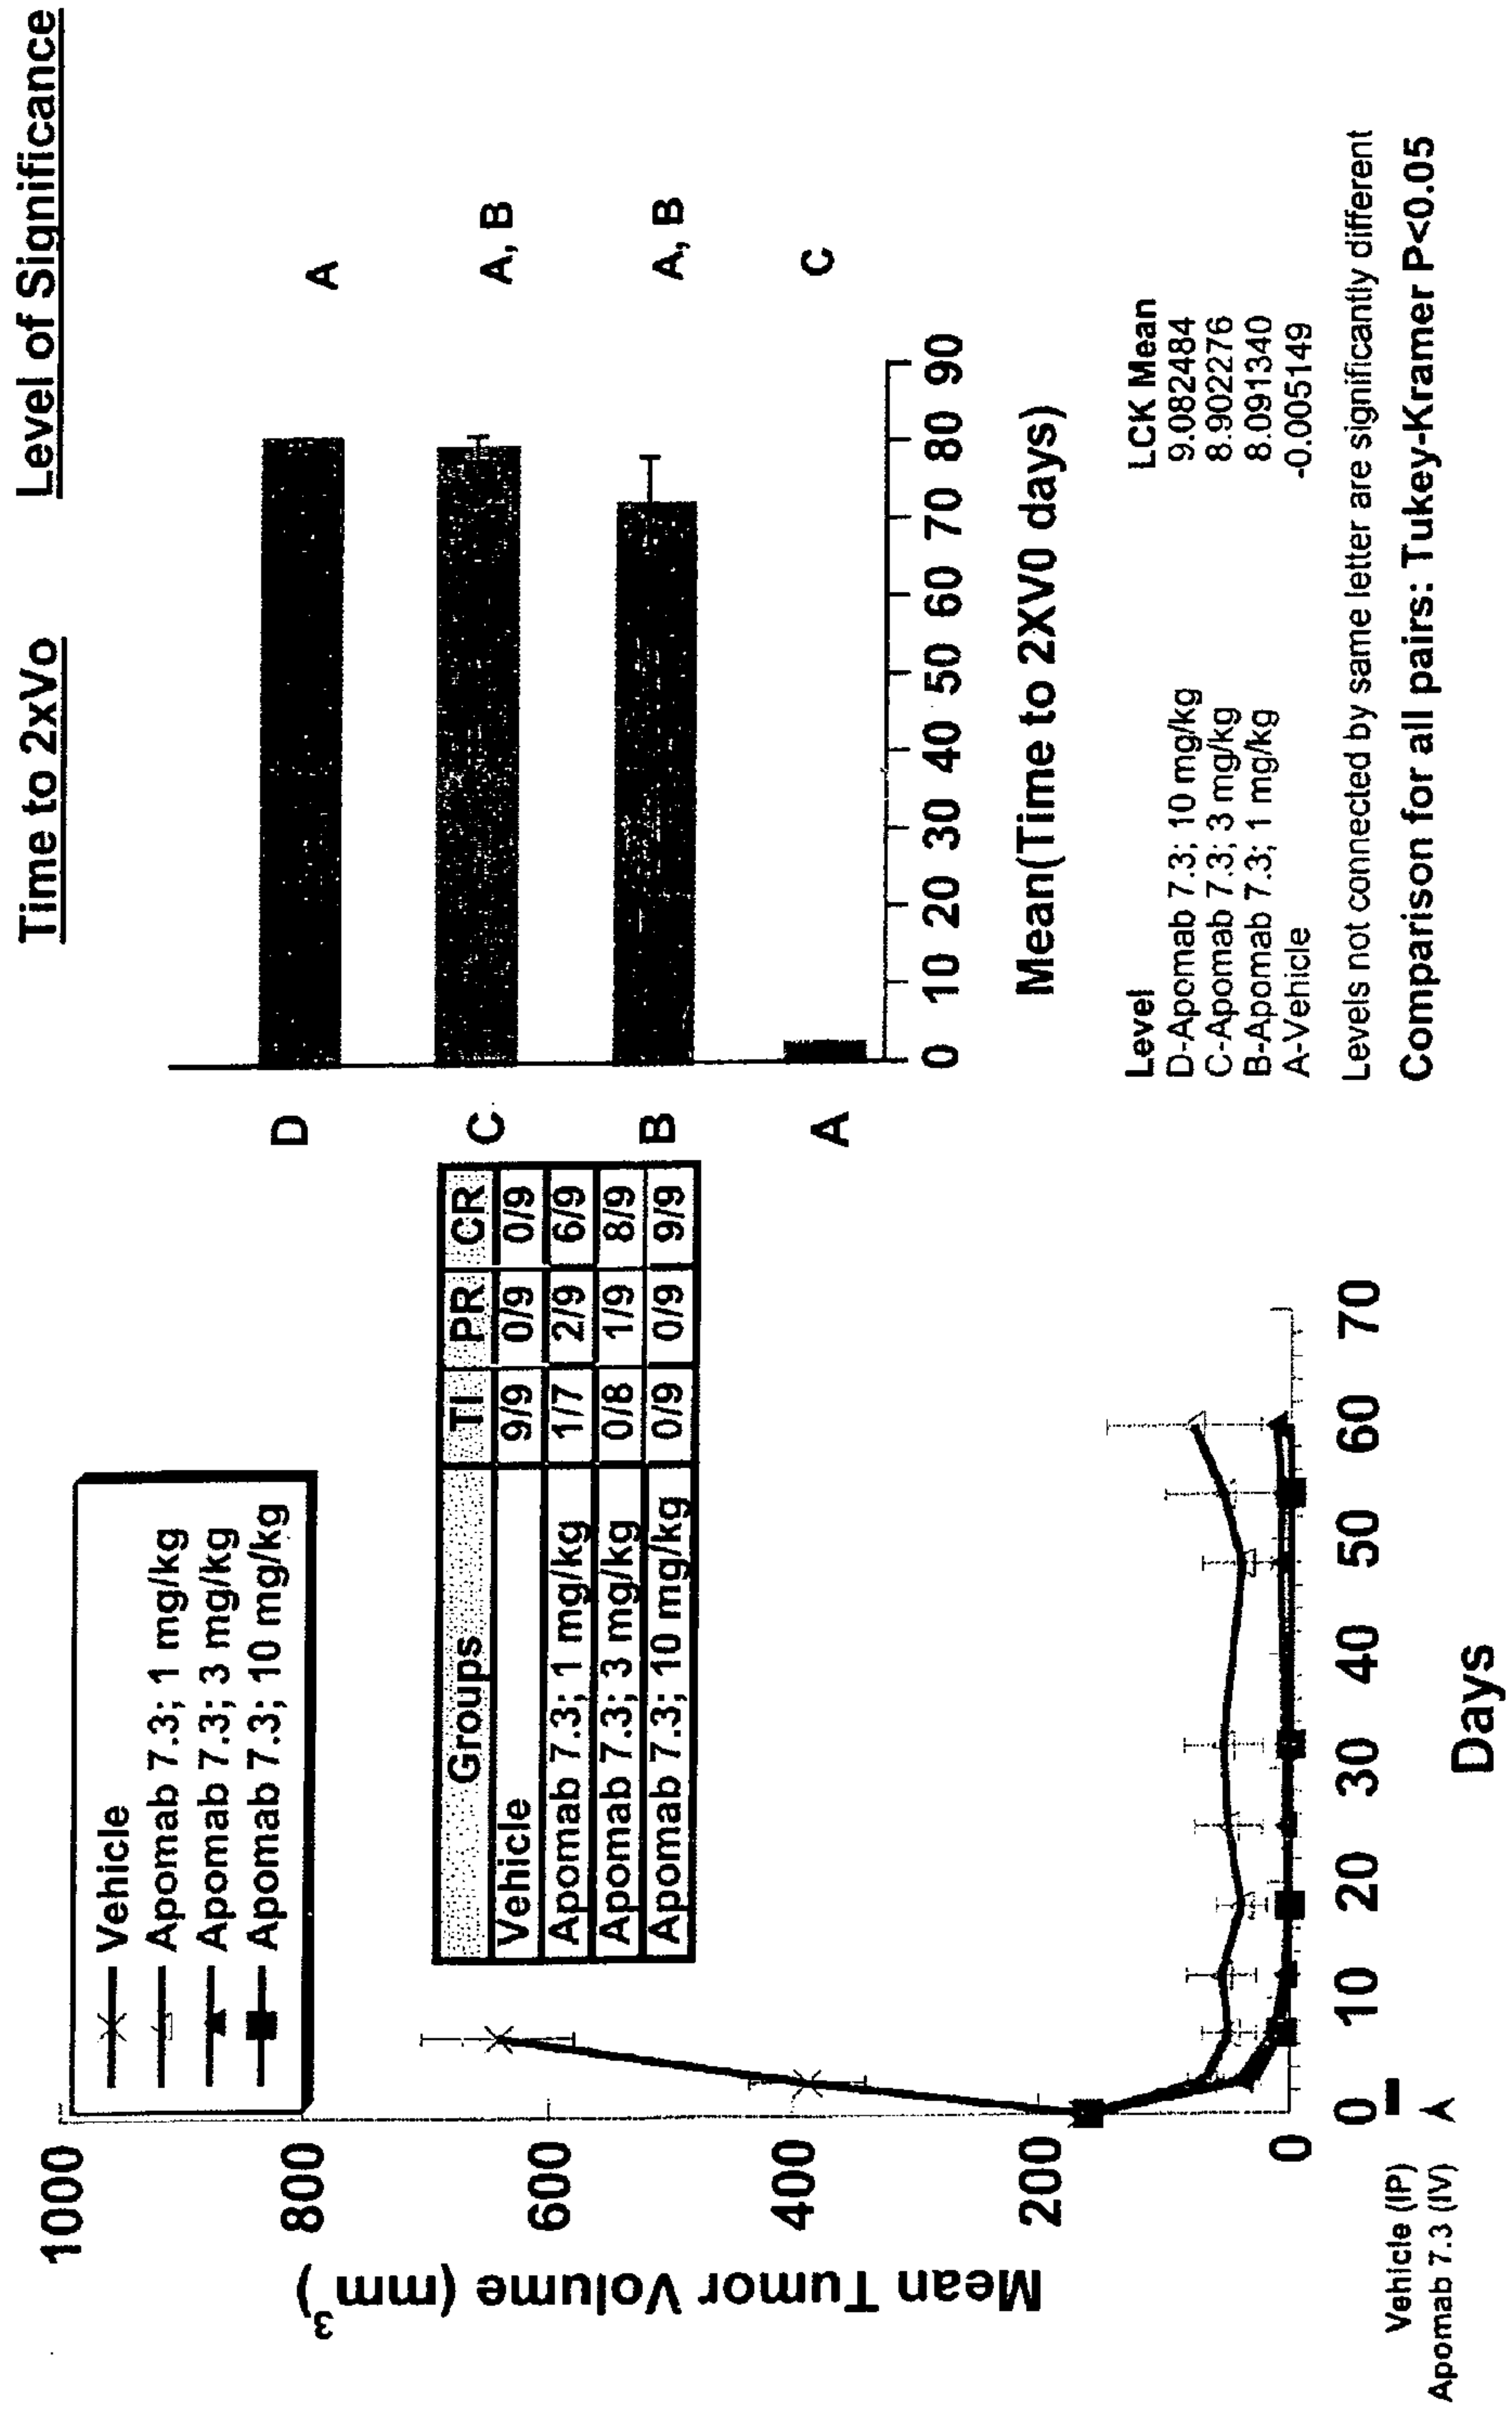 Vehicle
Apomab 7.3; 1 mg/kg
Apomab 7.3; 3 mg/kg
Apomab 7.3; 10 mg/kg
Groups TI PR CR
Vehicle 9/9 0/9 0/9
Apomab 7.3; 1 mg/kg 1/7 2/9 6/9
Apomab 7.3; 3 mg/kg 0/8 1/9 8/9
Apomab 7.3; 10 mg/kg 0/9 0/9 9/9
Mean Tumor Volume (mm3)
1000
800
600
400
200
0
0 10 20 30 40 50 60 70
Vehicle (IP)
Apomab 7.3 (IV)
Days
Time to 2xVo
Level of Significance
D A
C A, B
B A, B
A C
0 10 20 30 40 50 60 70 80 90
Mean(Time to 2XV0 days)
Level LCK Mean
D-Apomab 7.3; 10 mg/kg 9.082484
C-Apomab 7.3; 3 mg/kg 8.902276
B-Apomab 7.3; 1 mg/kg 8.091340
A-Vehicle -0.005149
Levels not connected by same letter are significantly different
Comparison for all pairs: Tukey-Kramer P<0.05